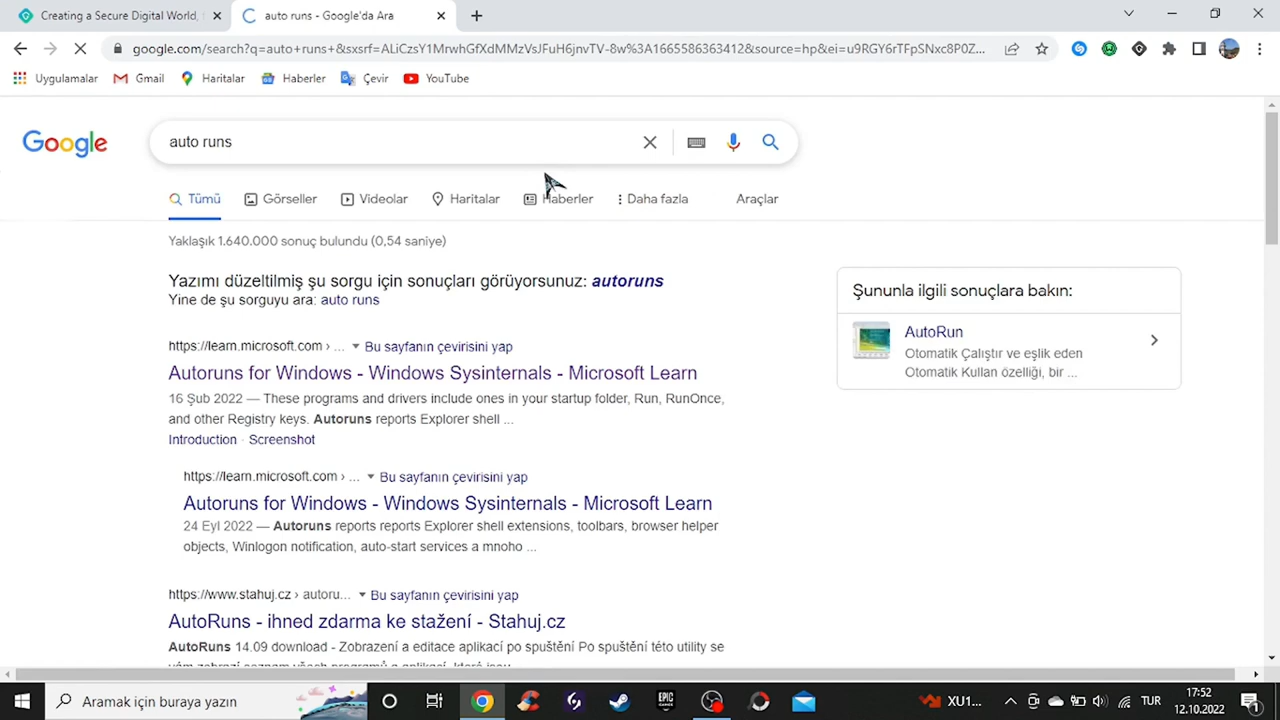 Creating a Secure Digital World,
auto runs - Google'da Ara
google.com/search?q=auto+runs+&sxsrf=ALiCzsY1MrwhGfXdMMzVsJFuH6jnvTV-8w%3A1665586363412&source=hp&ei=u9RGY6rTFpSNxc8P0Z...
Uygulamalar
Gmail
Haritalar
Haberler
Çevir
YouTube
Google
auto runs
Tümü
Görseller
Videolar
Haritalar
Haberler
Daha fazla
Araçlar
Yaklaşık 1.640.000 sonuç bulundu (0,54 saniye)
Yazımı düzeltilmiş şu sorgu için sonuçları görüyorsunuz: autoruns
Yine de şu sorguyu ara: auto runs
https://learn.microsoft.com › ... Bu sayfanın çevirisini yap
Autoruns for Windows - Windows Sysinternals - Microsoft Learn
16 Şub 2022 — These programs and drivers include ones in your startup folder, Run, RunOnce,
and other Registry keys. Autoruns reports Explorer shell ...
Introduction · Screenshot
https://learn.microsoft.com › ... Bu sayfanın çevirisini yap
Autoruns for Windows - Windows Sysinternals - Microsoft Learn
24 Eyl 2022 — Autoruns reports reports Explorer shell extensions, toolbars, browser helper
objects, Winlogon notification, auto-start services a mnoho ...
https://www.stahuj.cz › autoru... Bu sayfanın çevirisini yap
AutoRuns - ihned zdarma ke stažení - Stahuj.cz
AutoRuns 14.09 download - Zobrazení a editace aplikací po spuštění Po spuštění této utility se
Şununla ilgili sonuçlara bakın:
AutoRun
Otomatik Çalıştır ve eşlik eden
Otomatik Kullan özelliği, bir ...
Aramak için buraya yazın
EPIC
GAMES
XU1...
TUR
17:52
12.10.2022
1